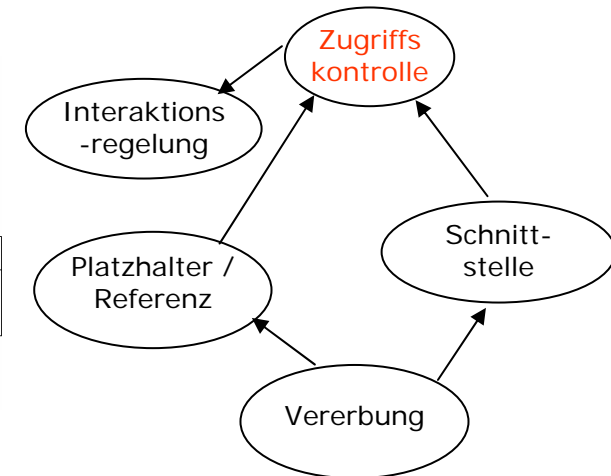 Zugriffs
kontrolle
Interaktions
-regelung
Platzhalter /
Referenz
Schnitt-
stelle
Vererbung